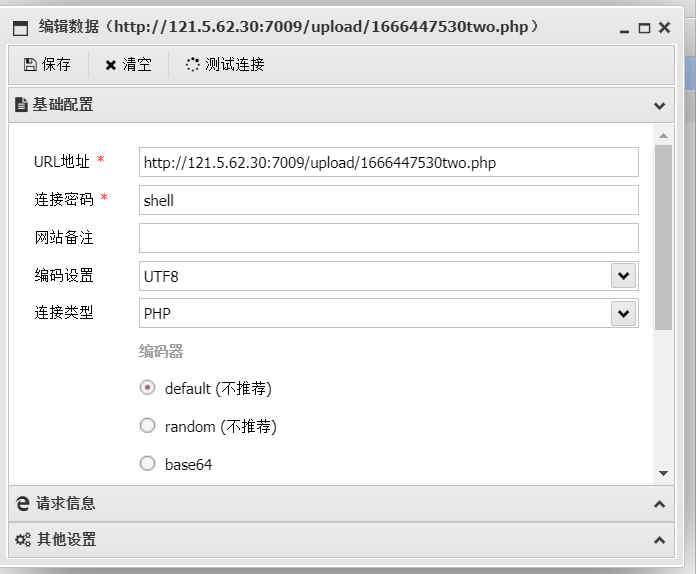 编辑数据（http://121.5.62.30:7009/upload/1666447530two.php）
保存 清空 测试连接
基础配置
URL地址 * http://121.5.62.30:7009/upload/1666447530two.php
连接密码 * shell
网站备注
编码设置 UTF8
连接类型 PHP
编码器
default (不推荐)
random (不推荐)
base64
请求信息
其他设置